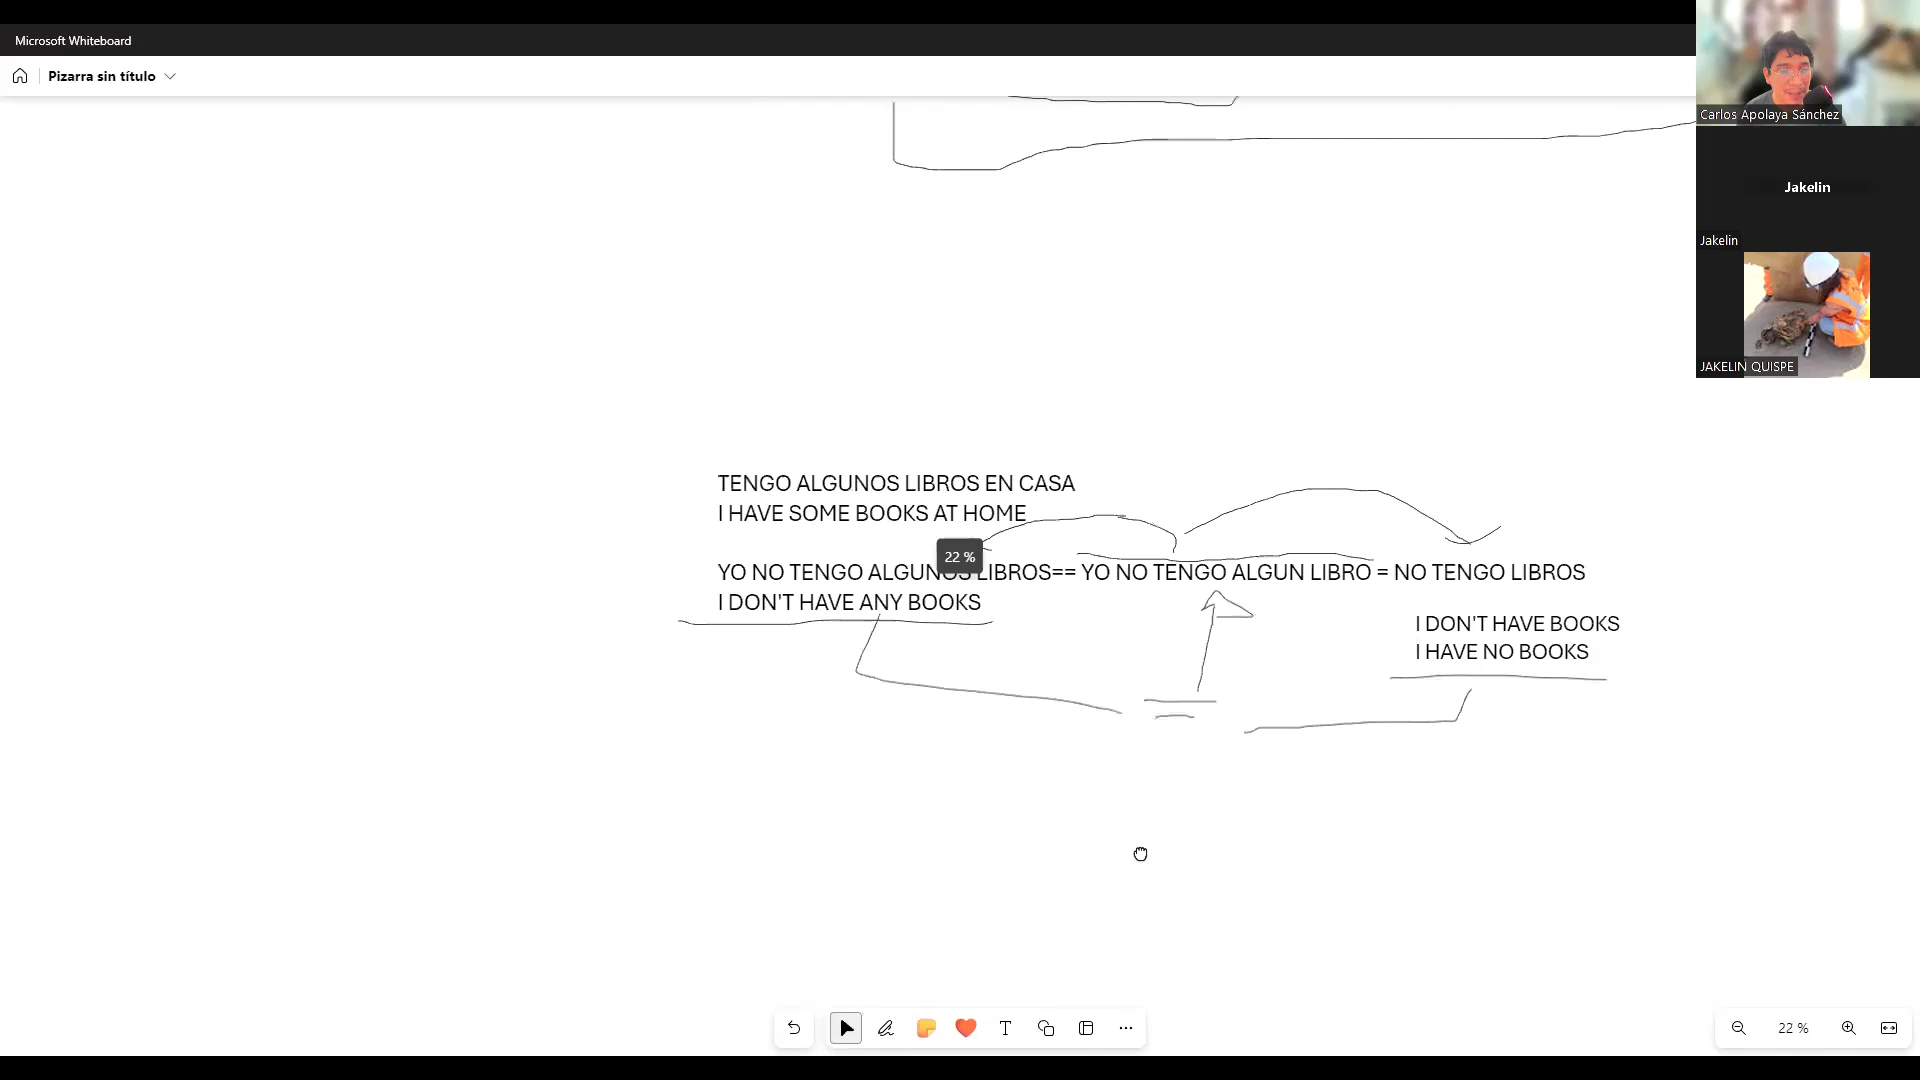 Microsoft Whiteboard
Pizarra sin título
Carlos Apolaya Sánchez
Jakelin
Jakelin
JAKELIN QUISPE
TENGO ALGUNOS LIBROS EN CASA
I HAVE SOME BOOKS AT HOME
22 %
YO NO TENGO ALGUNOS LIBROS== YO NO TENGO ALGUN LIBRO = NO TENGO LIBROS
I DON'T HAVE ANY BOOKS
I DON'T HAVE BOOKS
I HAVE NO BOOKS
22 %